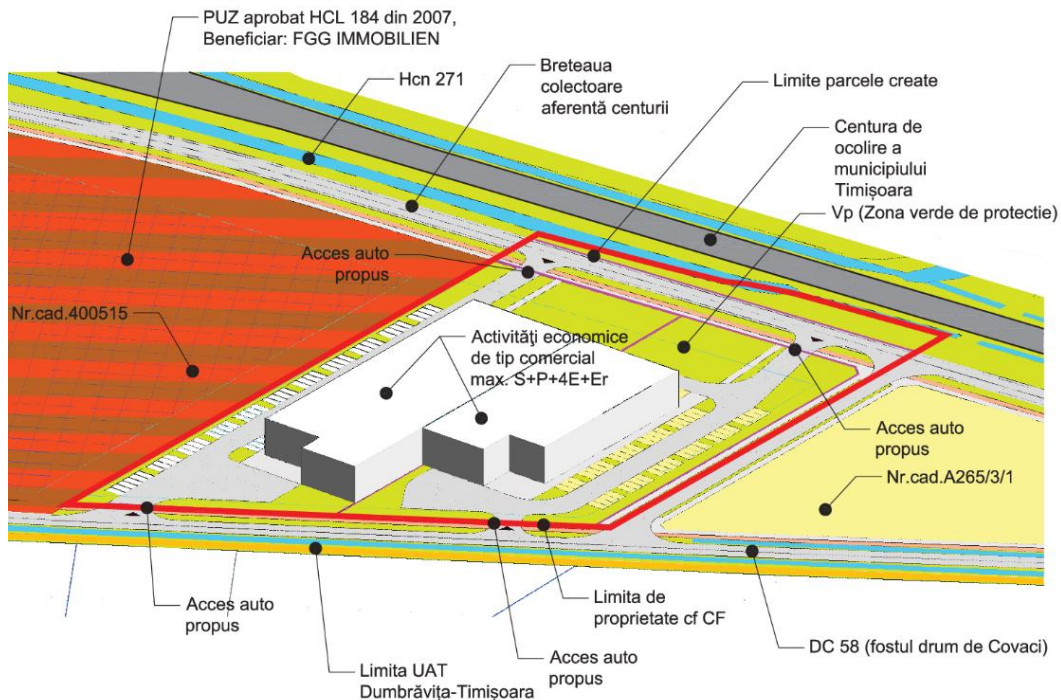 PUZ aprobat HCL 184 din 2007,
Beneficiar: FGG IMMOBILIEN
Hcn 271
Breteaua
colectoare
aferentă centurii
Limite parcele create
Centura de
ocolire a
municipiului
Timișoara
Vp (Zona verde de protectie)
Acces auto
propus
Nr.cad.400515
Activităţi economice
de tip comercial
max. S+P+4E+Er
Acces auto
propus
Nr.cad.A265/3/1
Acces auto
propus
Limita UAT
Dumbrăvița-Timișoara
Acces auto
propus
Limita de
proprietate cf CF
DC 58 (fostul drum de Covaci)